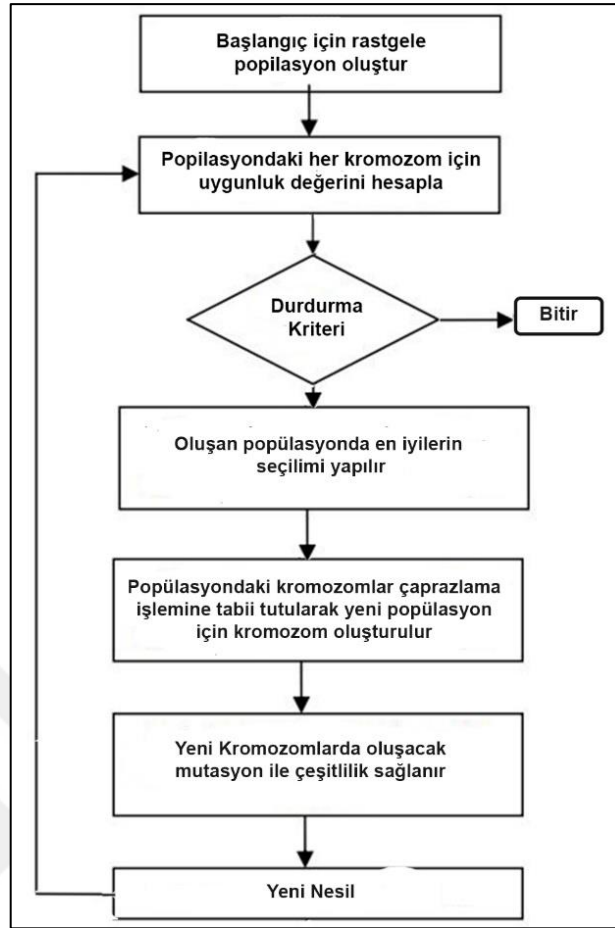 Başlangıç için rastgele
popilasyon oluştur
Popilasyondaki her kromozom için
uygunluk değerini hesapla
Durdurma
Kriteri
Bitir
Oluşan popülasyonda en iyilerin
seçilimi yapılır
Popülasyondaki kromozomlar çaprazlama
işlemine tabii tutularak yeni popülasyon
için kromozom oluşturulur
Yeni Kromozomlarda oluşacak
mutasyon ile çeşitlilik sağlanır
Yeni Nesil